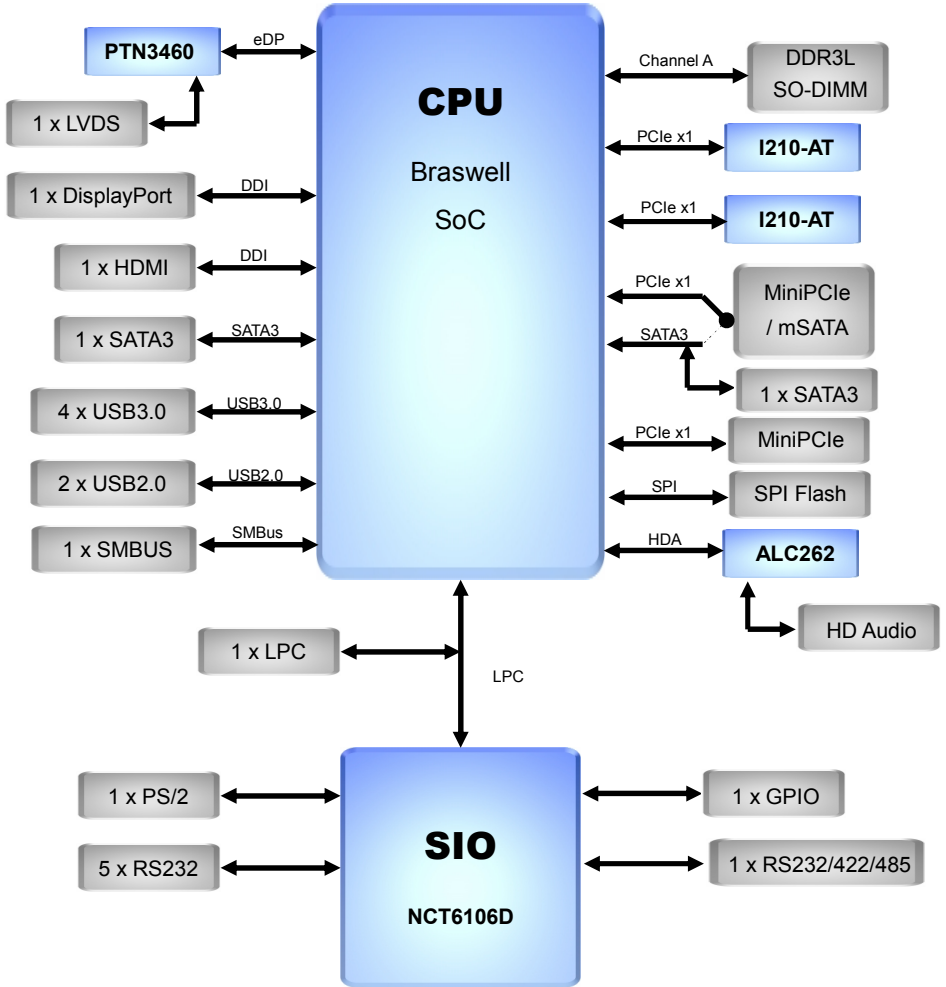 PTN3460
eDP
1 x LVDS
1 x DisplayPort
DDI
1 x HDMI
DDI
1 x SATA3
SATA3
4 x USB3.0
USB3.0
2 x USB2.0
USB2.0
1 x SMBUS
SMBus
CPU
Braswell
SoC
Channel A
DDR3L
SO-DIMM
PCIe x1
I210-AT
PCIe x1
I210-AT
PCIe x1
MiniPCIe
/ mSATA
SATA3
1 x SATA3
PCIe x1
MiniPCIe
SPI
SPI Flash
HDA
ALC262
HD Audio
1 x LPC
LPC
1 x PS/2
5 x RS232
SIO
NCT6106D
1 x GPIO
1 x RS232/422/485